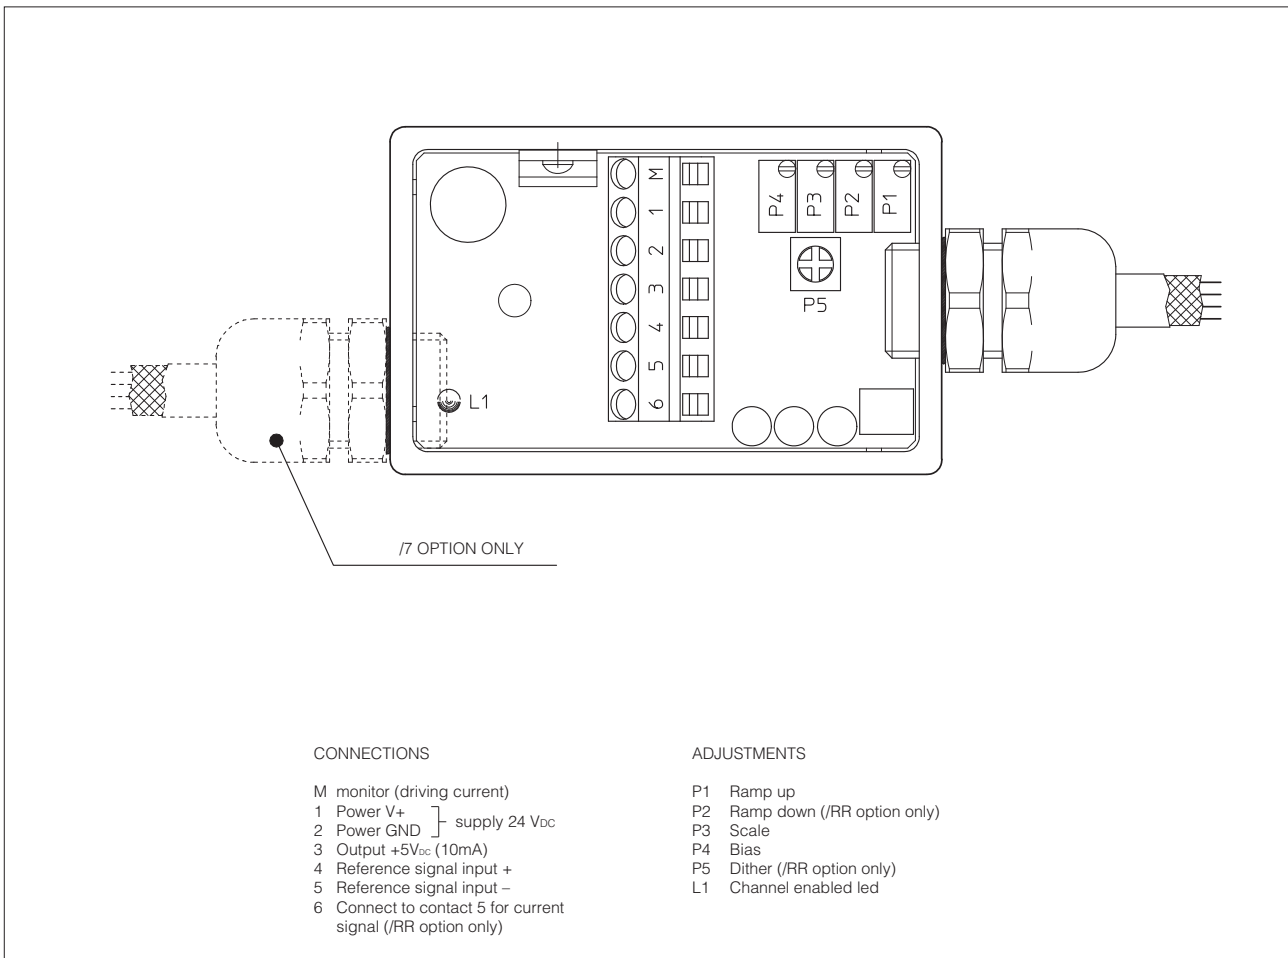 M
1
2
3
4
5
6
P4
P3
P2
P1
P5
L1
/7 OPTION ONLY
CONNECTIONS
M monitor (driving current)
1 Power V+
2 Power GND
supply 24 VDC
3 Output +5VDC (10mA)
4 Reference signal input +
5 Reference signal input –
6 Connect to contact 5 for current
signal (/RR option only)
ADJUSTMENTS
P1 Ramp up
P2 Ramp down (/RR option only)
P3 Scale
P4 Bias
P5 Dither (/RR option only)
L1 Channel enabled led